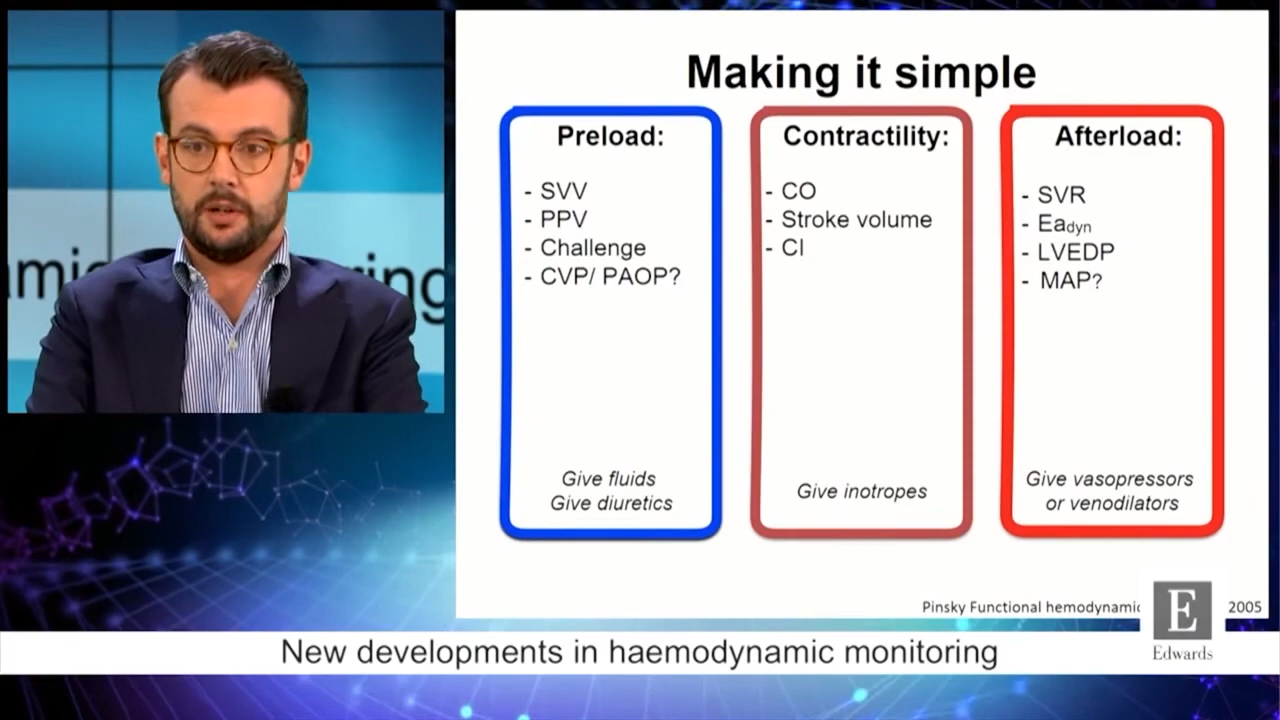 amic
ring
Making it simple
Preload:
- SVV
- PPV
- Challenge
- CVP/ PAOP?
Give fluids
Give diuretics
Contractility:
- CO
- Stroke volume
- CI
Give inotropes
Afterload:
- SVR
- Eadyn
- LVEDP
- MAP?
Give vasopressors
or venodilators
Pinsky Functional hemodynamic 2005
E
Edwards
New developments in haemodynamic monitoring